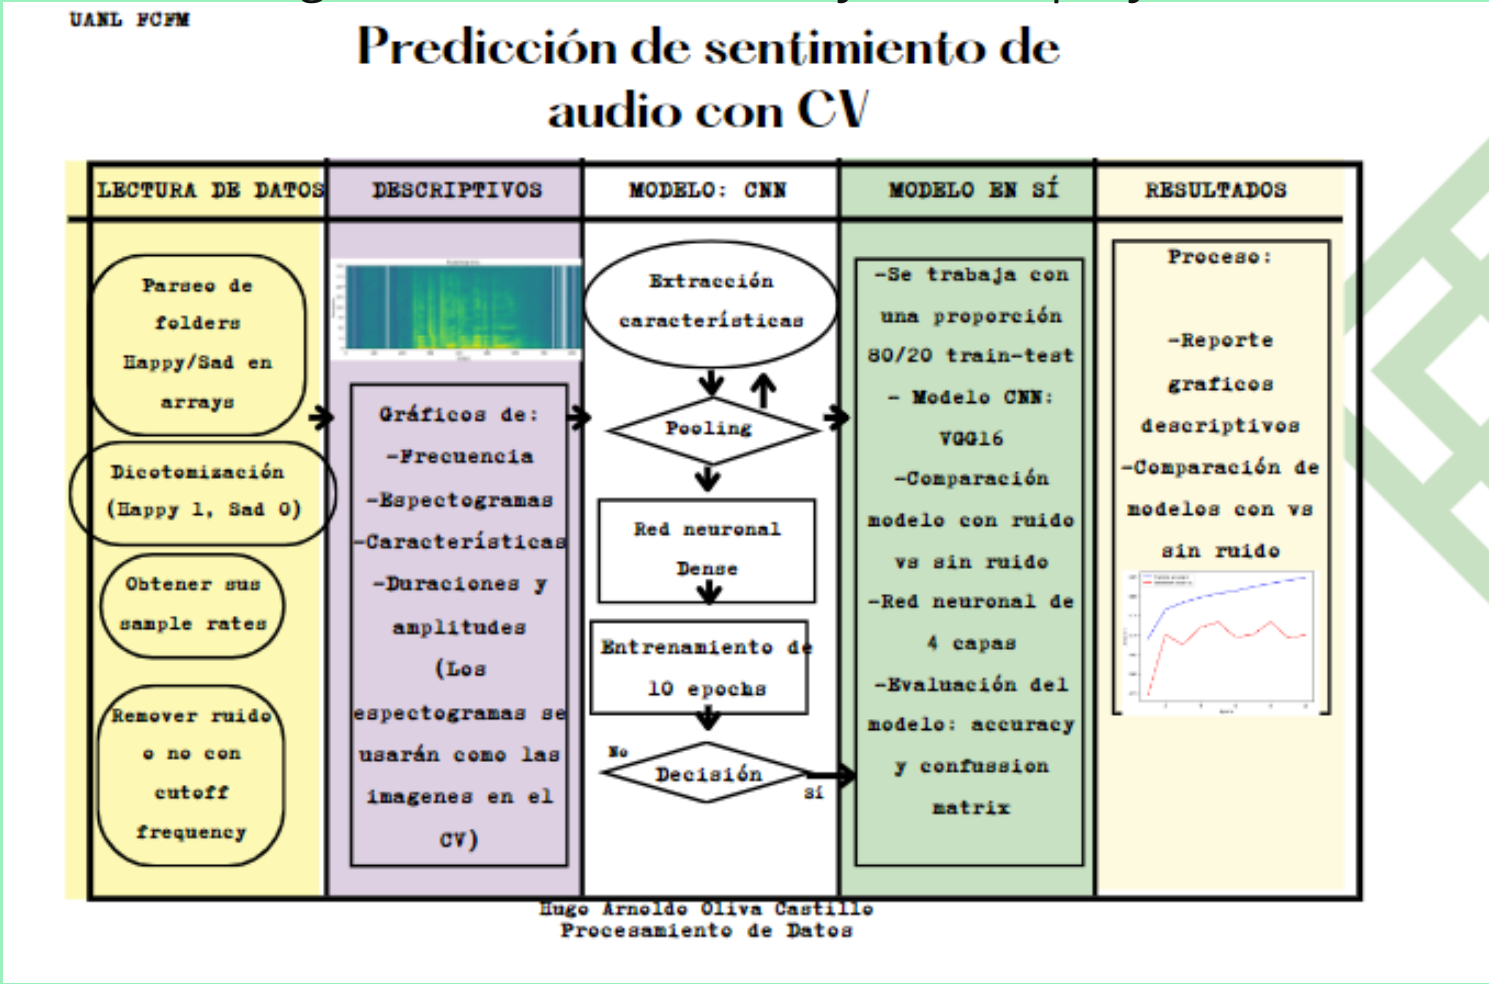 UANL FCFM
Predicción de sentimiento de
audio con CV
LECTURA DE DATOS
Parseo de
folders
Happy/Sad en
arrays
Dicotomización
(Happy 1, Sad 0)
Obtener sus
sample rates
Remover ruido
o no con
cutoff
frequency
DESCRIPTIVOS
Gráficos de:
-Frecuencia
-Espectogramas
-Características
-Duraciones y
amplitudes
(Los
espectogramas se
usarán como las
imagenes en el
CV)
MODELO: CNN
Extracción
características
Pooling
Red neuronal
Dense
Entrenamiento de
10 epochs
No
Decisión
sí
MODELO EN SÍ
-Se trabaja con
una proporción
80/20 train-test
- Modelo CNN:
VGG16
-Comparación
modelo con ruido
vs sin ruido
-Red neuronal de
4 capas
-Evaluación del
modelo: accuracy
y confussion
matrix
RESULTADOS
Proceso:
-Reporte
graficos
descriptivos
-Comparación de
modelos con vs
sin ruido
Hugo Arnoldo Oliva Castillo
Procesamiento de Datos